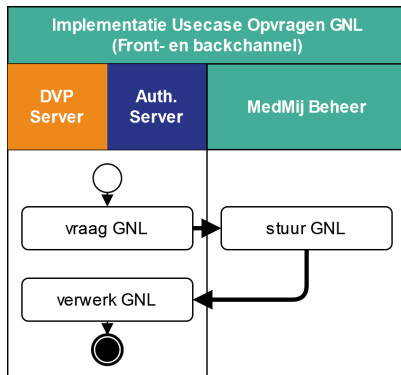 Implementatie Usecase Opvragen GNL
(Front- en backchannel)
DVP
Server
Auth.
Server
MedMij Beheer
vraag GNL
stuur GNL
verwerk GNL